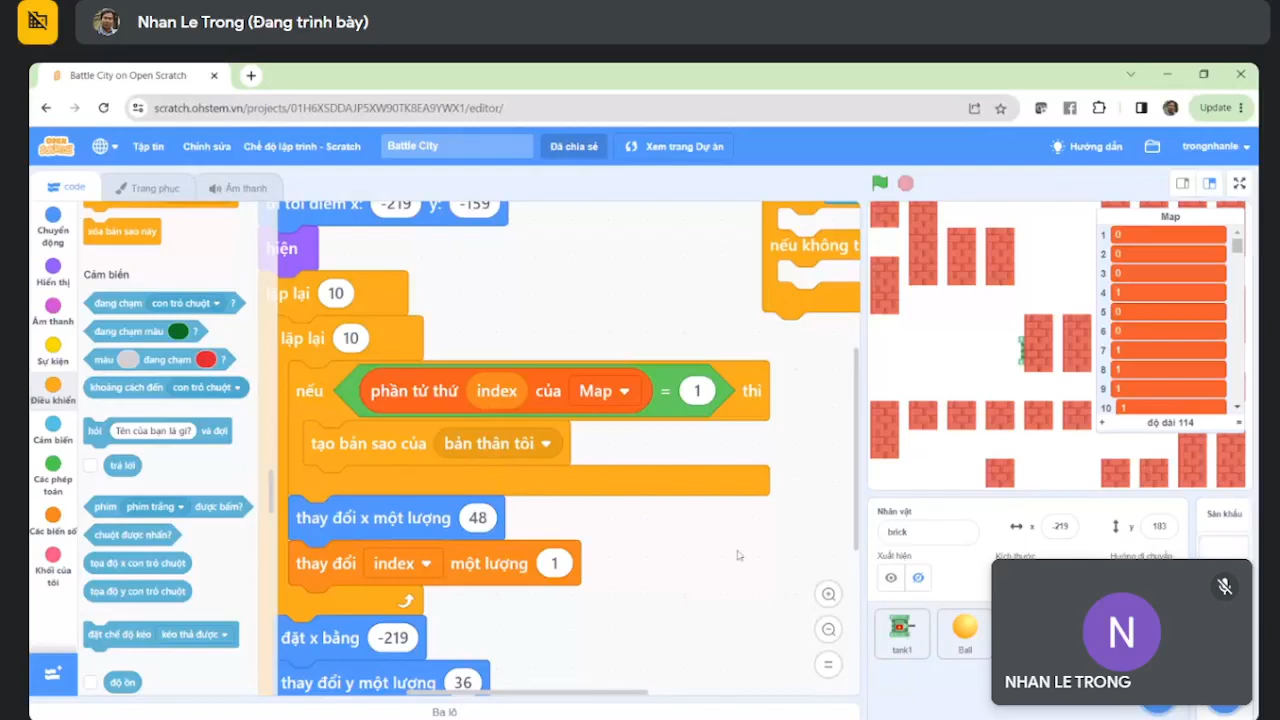 Nhan Le Trong (Đang trình bày)
Battle City on Open Scratch
scratch.ohstem.vn/projects/01H6XSDDAJP5XW90TK8EA9YWX1/editor/
Update
Tập tin
Chỉnh sửa
Chế độ lập trình - Scratch
Battle City
Đã chia sẻ
Xem trang Dự án
Hướng dẫn
trongnhanle
code
Trang phục
Âm thanh
Chuyển động
Hiển thị
Âm thanh
Sự kiện
Điều khiển
Cảm biến
Các phép toán
Các biến số
Khối của tôi
xóa bản sao này
Cảm biến
đang chạm con trỏ chuột ?
đang chạm màu ?
màu đang chạm ?
khoảng cách đến con trỏ chuột
hỏi Tên của bạn là gì? và đợi
trả lời
phím phím trắng được bấm?
chuột được nhấn?
tọa độ x con trỏ chuột
tọa độ y con trỏ chuột
đặt chế độ kéo kéo thả được
độ ồn
đi tới điểm x: -219 y: -159
hiện
lặp lại 10
lặp lại 10
nếu phần tử thứ index của Map = 1 thì
tạo bản sao của bản thân tôi
thay đổi x một lượng 48
thay đổi index một lượng 1
đặt x bằng -219
thay đổi y một lượng 36
nếu không t
Ba lô
Map
1 0
2 0
3 0
4 1
5 0
6 0
7 1
8 1
9 1
10 1
+ độ dài 114 =
Nhân vật
brick
x -219
y 183
Xuất hiện
Kích thước
Hướng di chuyển
Sân khấu
tank1
Ball
N
NHAN LE TRONG